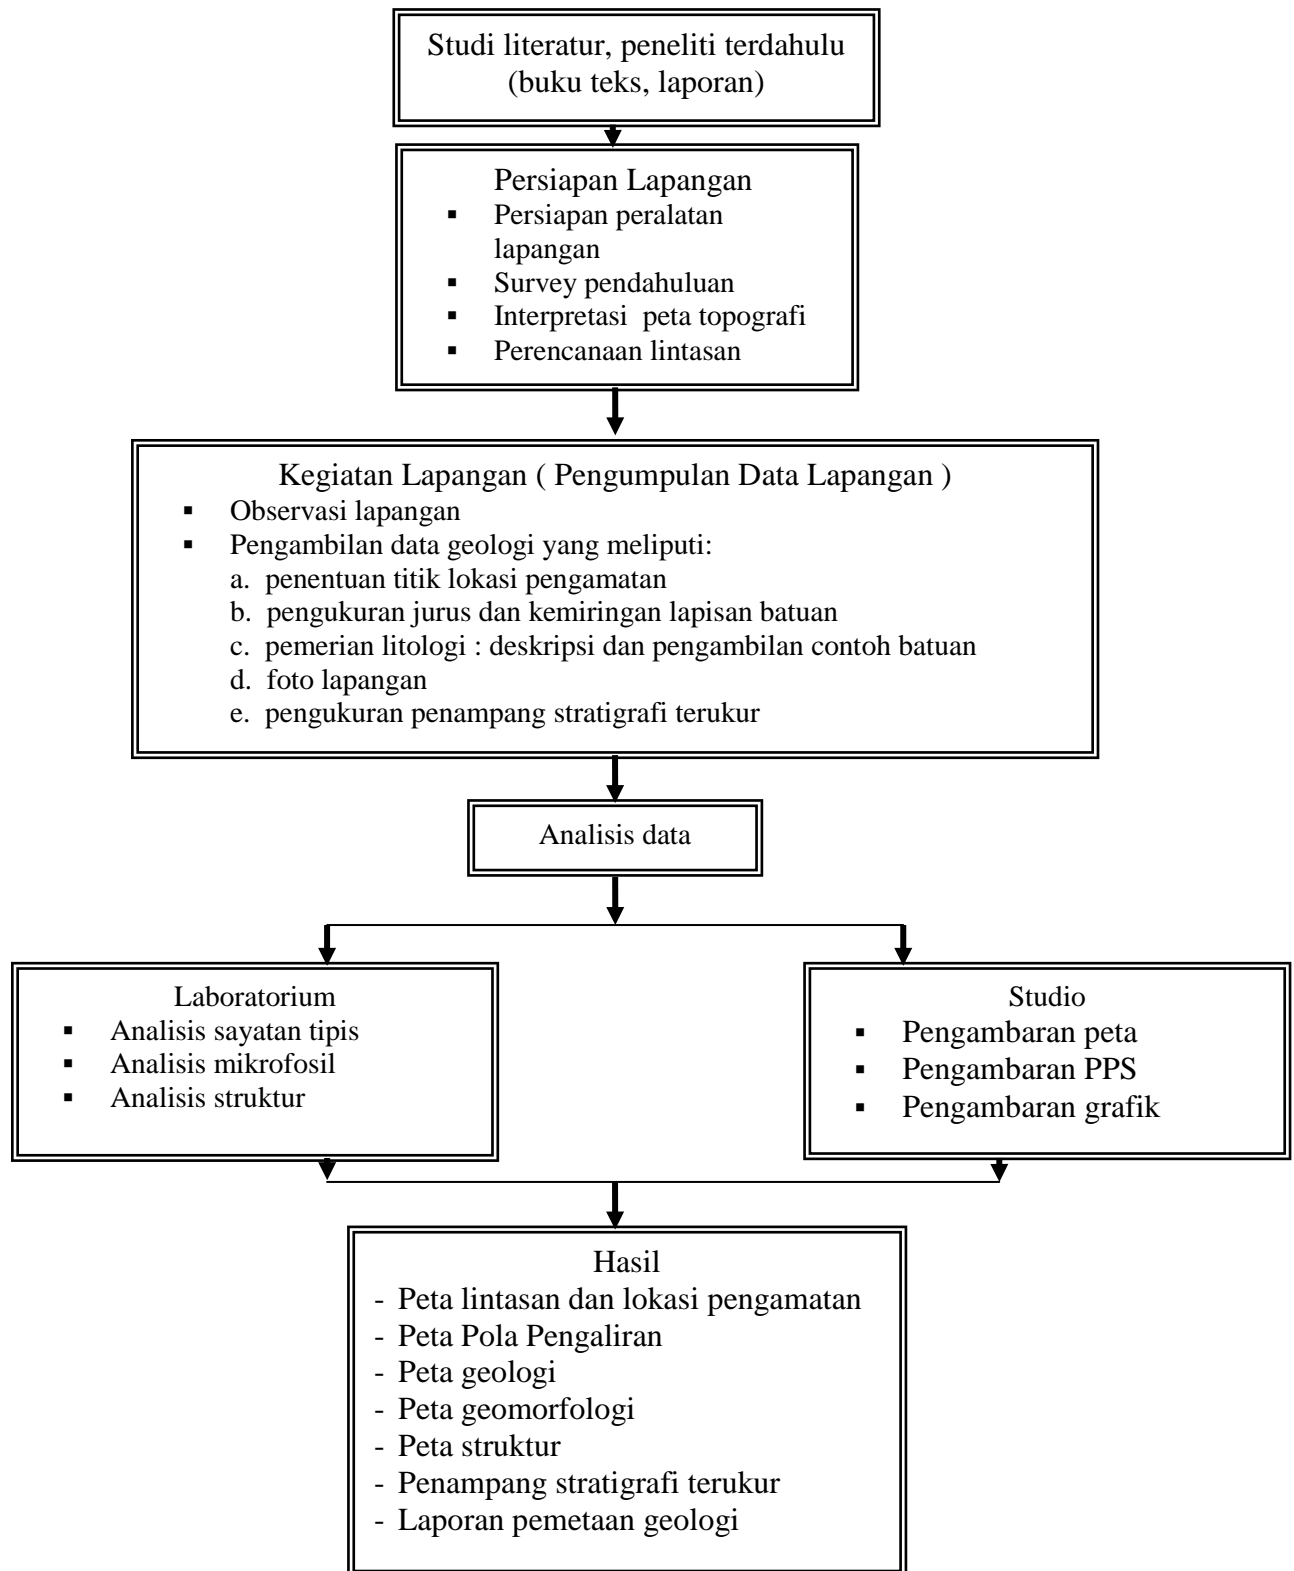 Studi literatur, peneliti terdahulu
(buku teks, laporan)
Persiapan Lapangan
▪ Persiapan peralatan
lapangan
▪ Survey pendahuluan
▪ Interpretasi peta topografi
▪ Perencanaan lintasan
Kegiatan Lapangan ( Pengumpulan Data Lapangan )
▪ Observasi lapangan
▪ Pengambilan data geologi yang meliputi:
a. penentuan titik lokasi pengamatan
b. pengukuran jurus dan kemiringan lapisan batuan
c. pemerian litologi : deskripsi dan pengambilan contoh batuan
d. foto lapangan
e. pengukuran penampang stratigrafi terukur
Analisis data
Laboratorium
▪ Analisis sayatan tipis
▪ Analisis mikrofosil
▪ Analisis struktur
Studio
▪ Pengambaran peta
▪ Pengambaran PPS
▪ Pengambaran grafik
Hasil
- Peta lintasan dan lokasi pengamatan
- Peta Pola Pengaliran
- Peta geologi
- Peta geomorfologi
- Peta struktur
- Penampang stratigrafi terukur
- Laporan pemetaan geologi